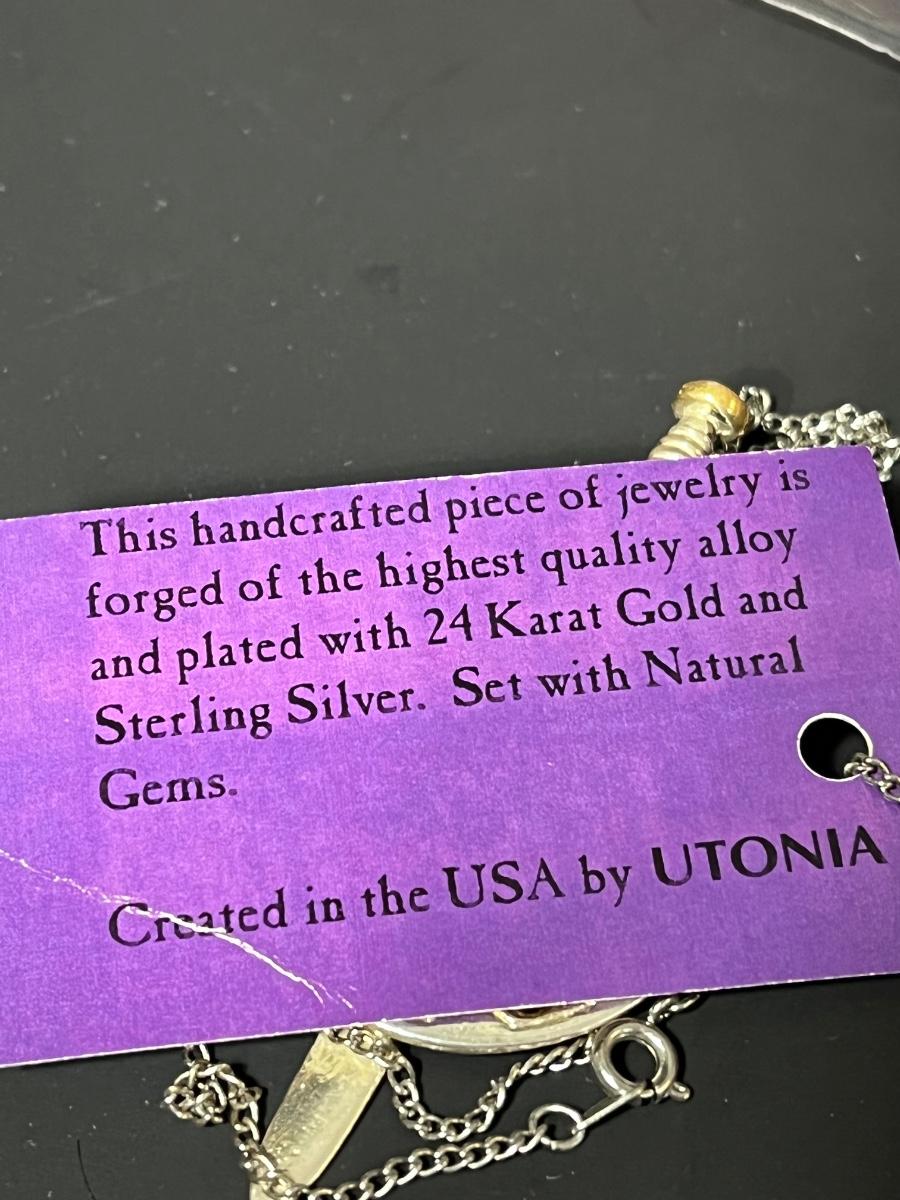 This handcrafted piece of jewelry is
forged of the highest quality alloy
and plated with 24 Karat Gold and
Sterling Silver. Set with Natural
Gems.
Created in the USA by UTONIA